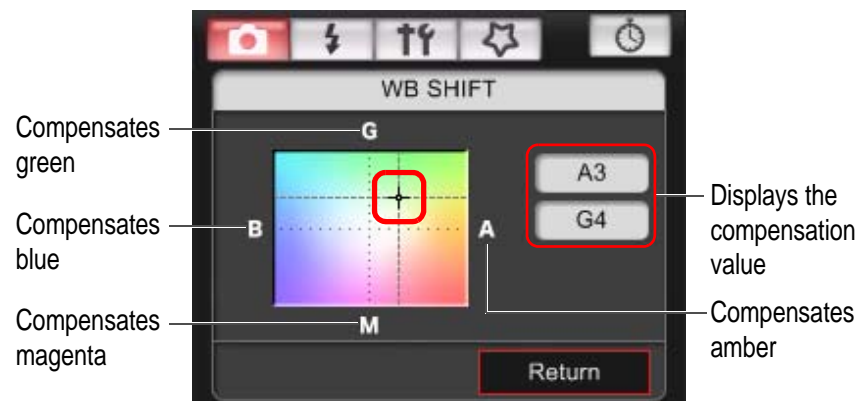 WB SHIFT
Compensates
green
G
A3
G4
Displays the
compensation
value
Compensates
blue
B
A
Compensates
magenta
M
Compensates
amber
Return